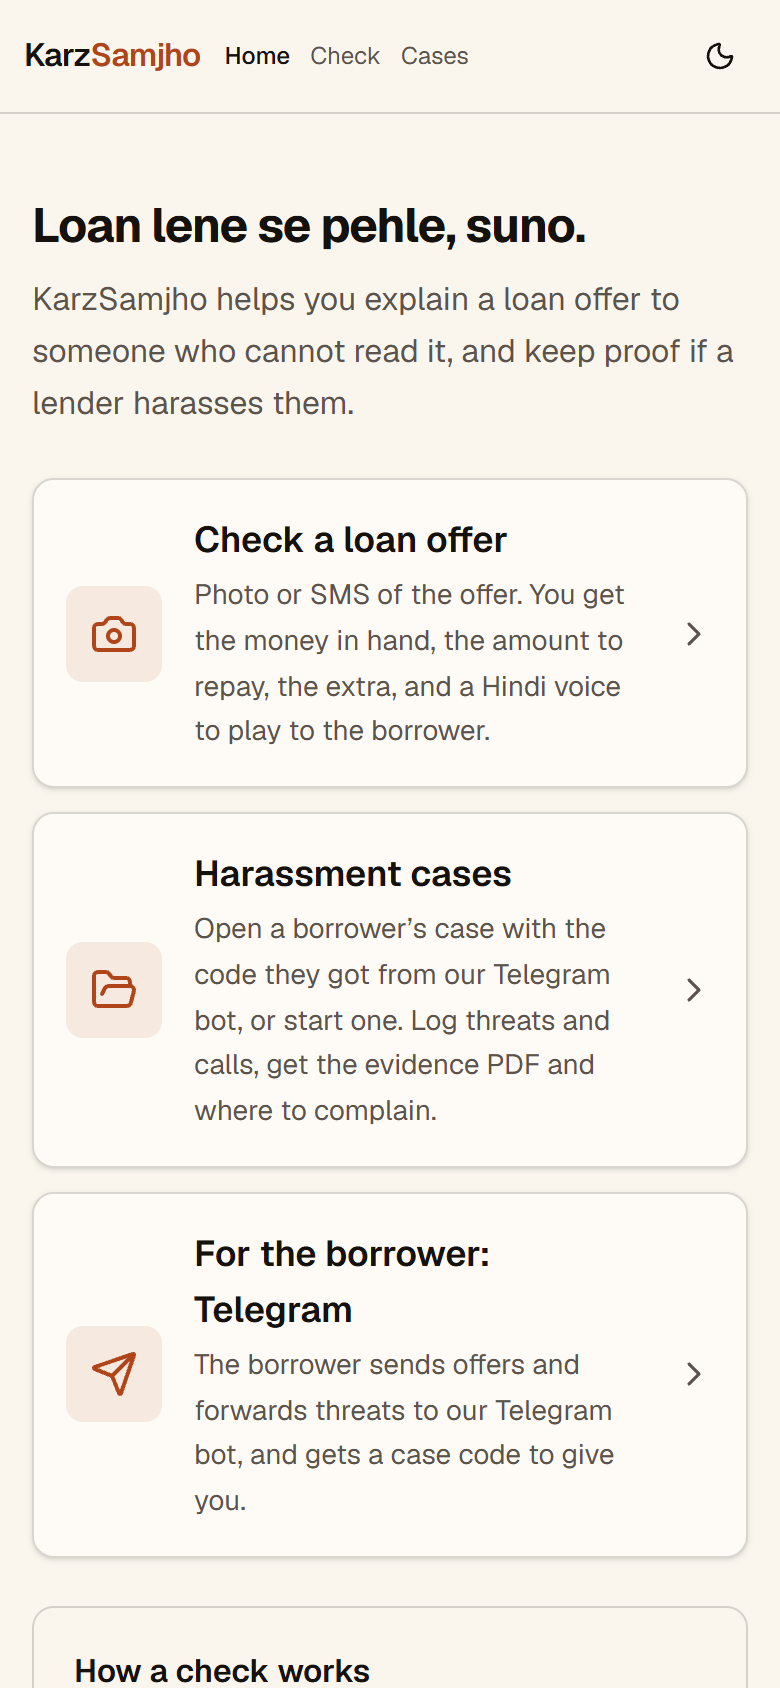 KarzSamjho Home Check Cases
Loan lene se pehle, suno.
KarzSamjho helps you explain a loan offer to
someone who cannot read it, and keep proof if a
lender harasses them.
Check a loan offer
Photo or SMS of the offer. You get
the money in hand, the amount to
repay, the extra, and a Hindi voice
to play to the borrower.
Harassment cases
Open a borrower’s case with the
code they got from our Telegram
bot, or start one. Log threats and
calls, get the evidence PDF and
where to complain.
For the borrower:
Telegram
The borrower sends offers and
forwards threats to our Telegram
bot, and gets a case code to give
you.
How a check works